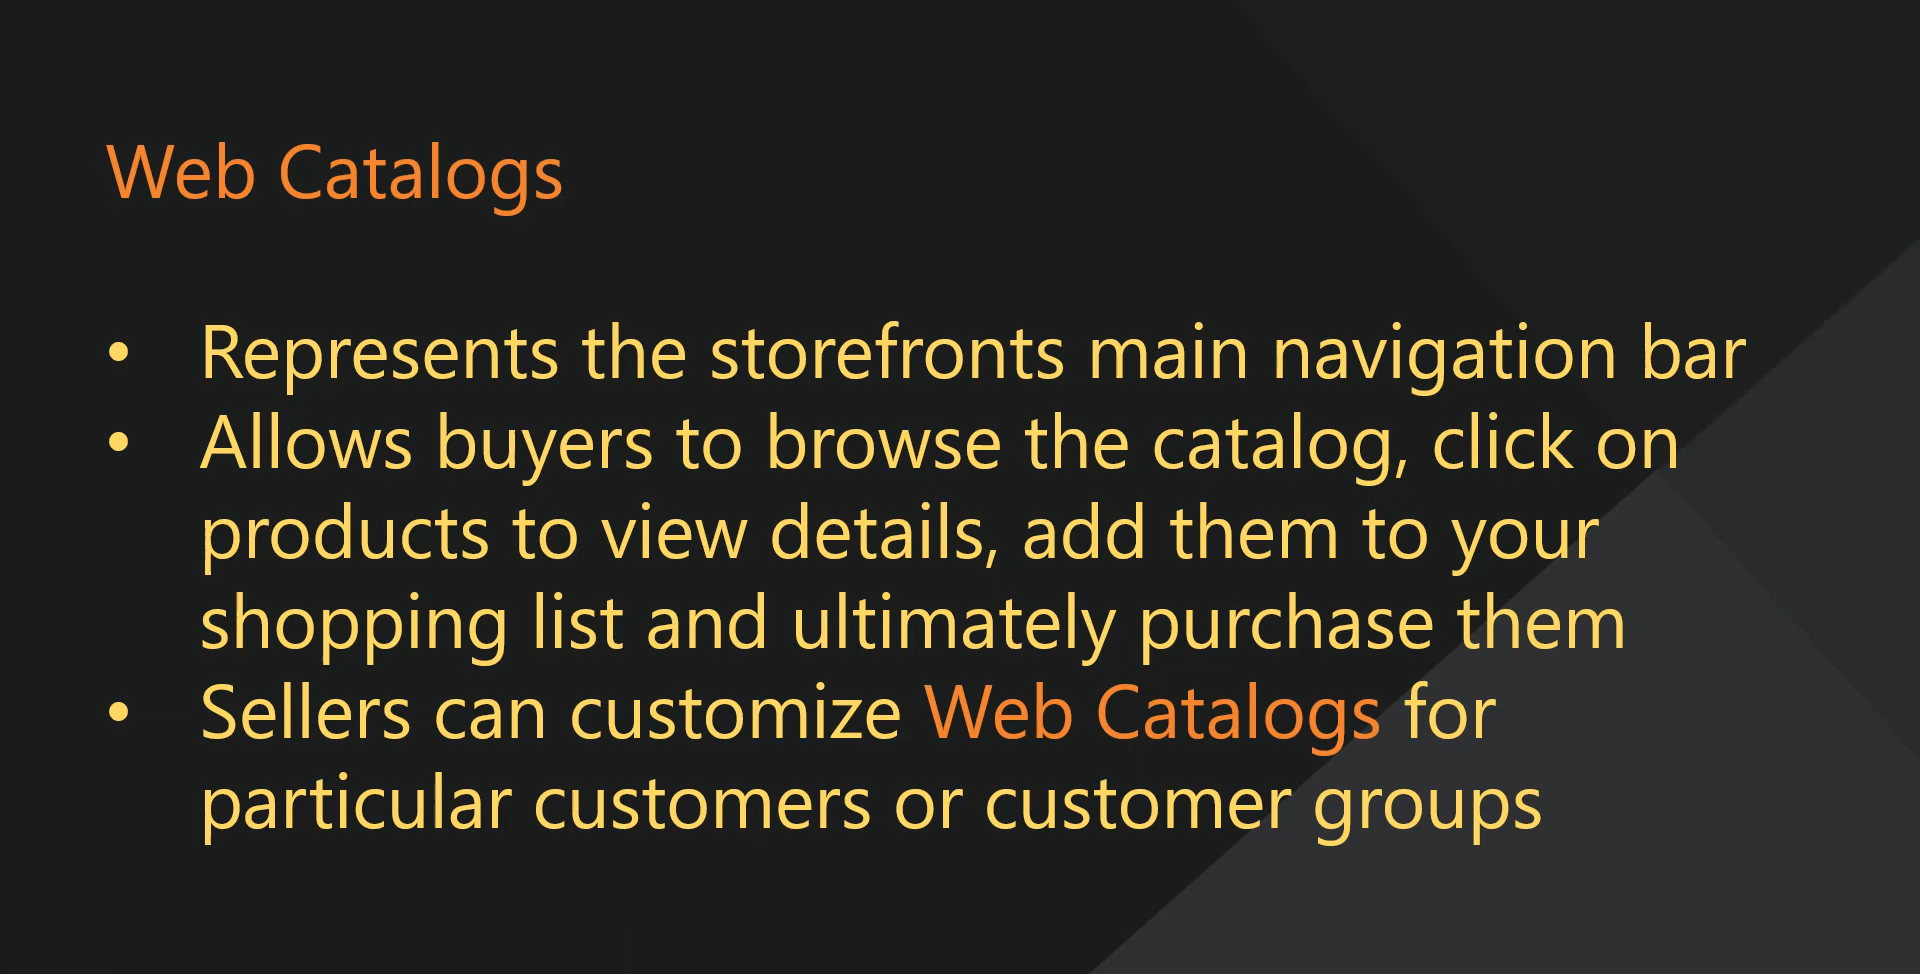 Web Catalogs
• Represents the storefronts main navigation bar
• Allows buyers to browse the catalog, click on
products to view details, add them to your
shopping list and ultimately purchase them
• Sellers can customize Web Catalogs for
particular customers or customer groups